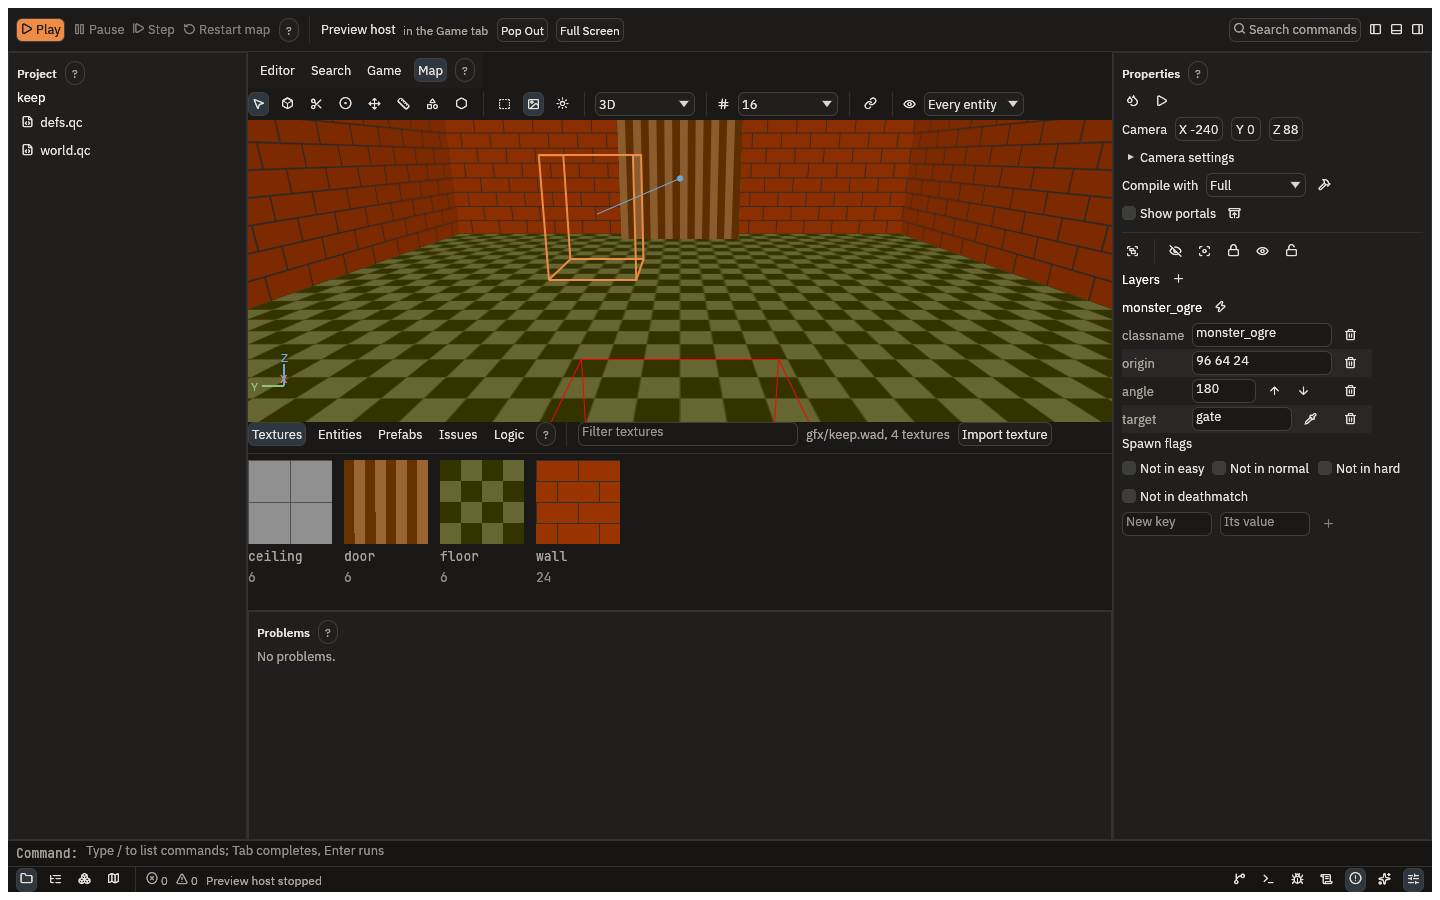 Play Pause Step Restart map ? Preview host in the Game tab Pop Out Full Screen Search commands
Project ?
keep
defs.qc
world.qc
Editor Search Game Map ?
3D # 16 Every entity
Z
Y X
Textures Entities Prefabs Issues Logic ? Filter textures gfx/keep.wad, 4 textures Import texture
ceiling door floor wall
6 6 6 24
Problems ?
No problems.
Properties ?
Camera X -240 Y 0 Z 88
Camera settings
Compile with Full
Show portals
Layers +
monster_ogre
classname monster_ogre
origin 96 64 24
angle 180
target gate
Spawn flags
Not in easy Not in normal Not in hard
Not in deathmatch
New key Its value +
Command: Type / to list commands; Tab completes, Enter runs
0 0 Preview host stopped